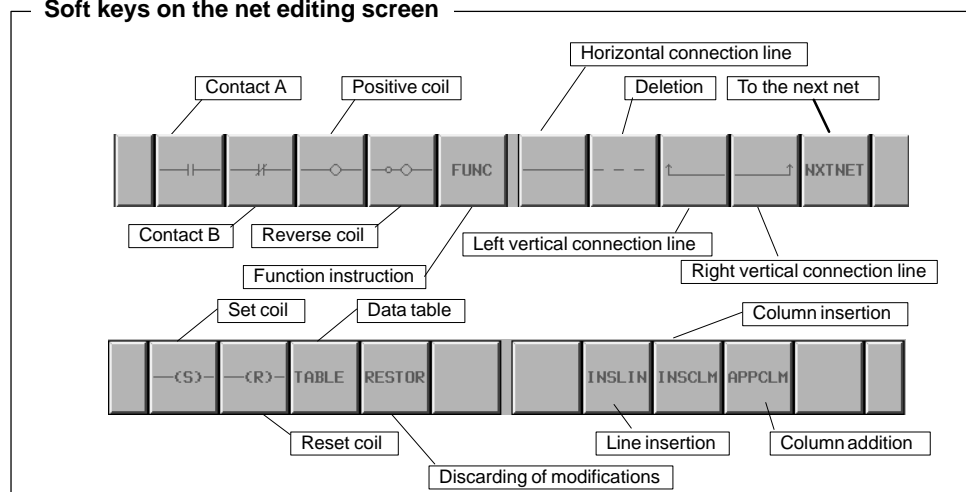 Soft keys on the net editing screen
Horizontal connection line
Contact A
Positive coil
Deletion
To the next net
FUNC
NXTNET
Contact B
Reverse coil
Left vertical connection line
Function instruction
Right vertical connection line
Set coil
Data table
Column insertion
(S)
(R)
TABLE
RESTOR
INSLIN
INSCLM
APPCLM
Reset coil
Line insertion
Column addition
Discarding of modifications